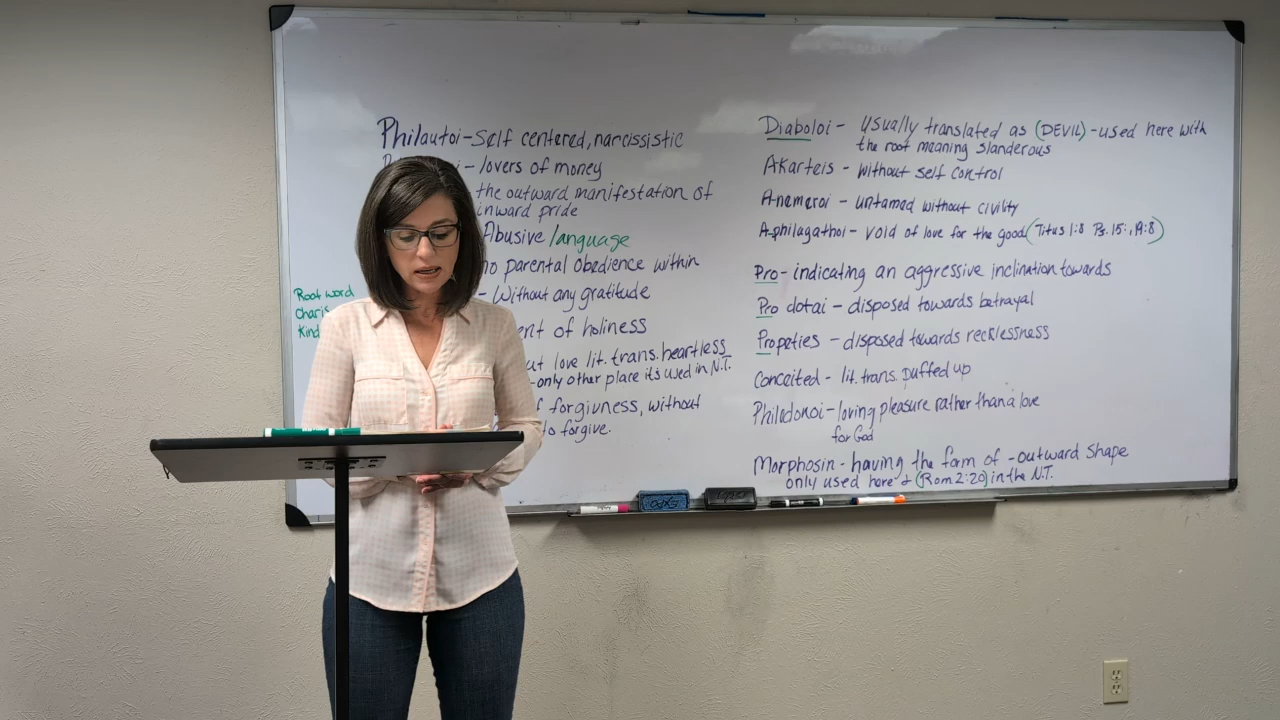 Philautoi - Self centered, narcissistic
- lovers of money
the outward manifestation of
inward pride
Abusive language
no parental obedience within
- Without any gratitude
Root word
Charis
Kind
of holiness
love lit. trans. heartless
- only other place its used in N.T.
forgivness, without
to forgive.
Diaboloi - Usually translated as (DEVIL) - used here with
the root meaning slanderous
Akarteis - without self control
Anemeroi - untamed without civility
Aphilagathoi - void of love for the good (Titus 1:8 Ps. 15:1, 19:8)
Pro - indicating an aggressive inclination towards
Pro dotai - disposed towards betrayal
Propeties - disposed towards recklessness
Conceited - lit. trans. puffed up
Philedonoi - loving pleasure rather than a love
for God
Morphosin - having the form of - outward shape
only used here + (Rom 2:20) in the N.T.
EXPO